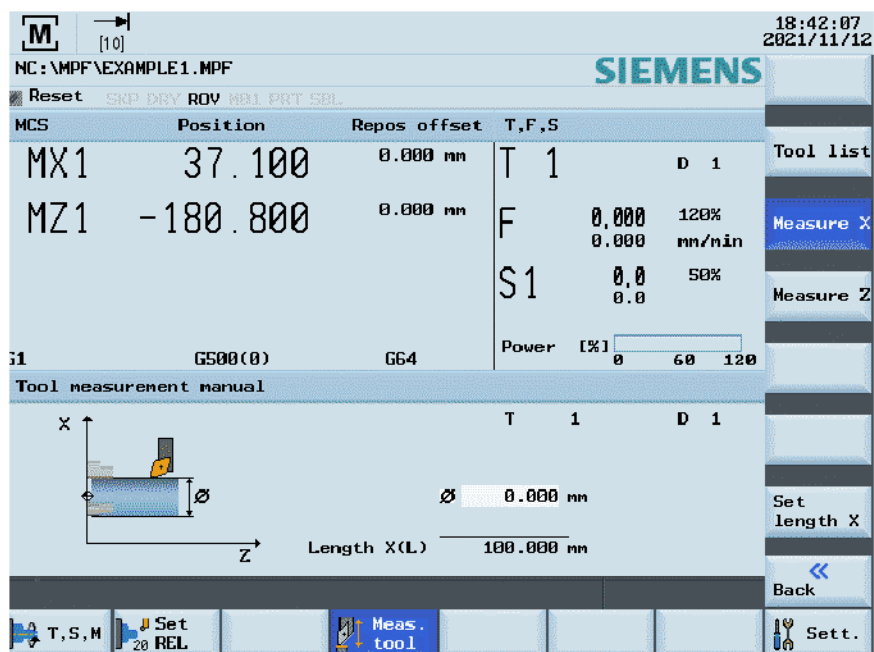 M
[10]
18:42:07
2021/11/12
NC:\MPF\EXAMPLE1.MPF
SIEMENS
Reset SKP DRY ROV M01 PRT SBL
MCS Position Repos offset T,F,S
MX1 37.100 0.000 mm T 1 D 1
Tool list
MZ1 -180.800 0.000 mm F 0.000 120%
0.000 mm/min
Measure X
S1 0.0 50%
0.0
Measure Z
Power [%] 0 60 120
G1 G500(0) G64
Tool measurement manual
X
T 1 D 1
Ø
Ø 0.000 mm
Set
length X
Z
Length X(L) 100.000 mm
Back
T,S,M
Set
20 REL
Meas.
tool
Sett.